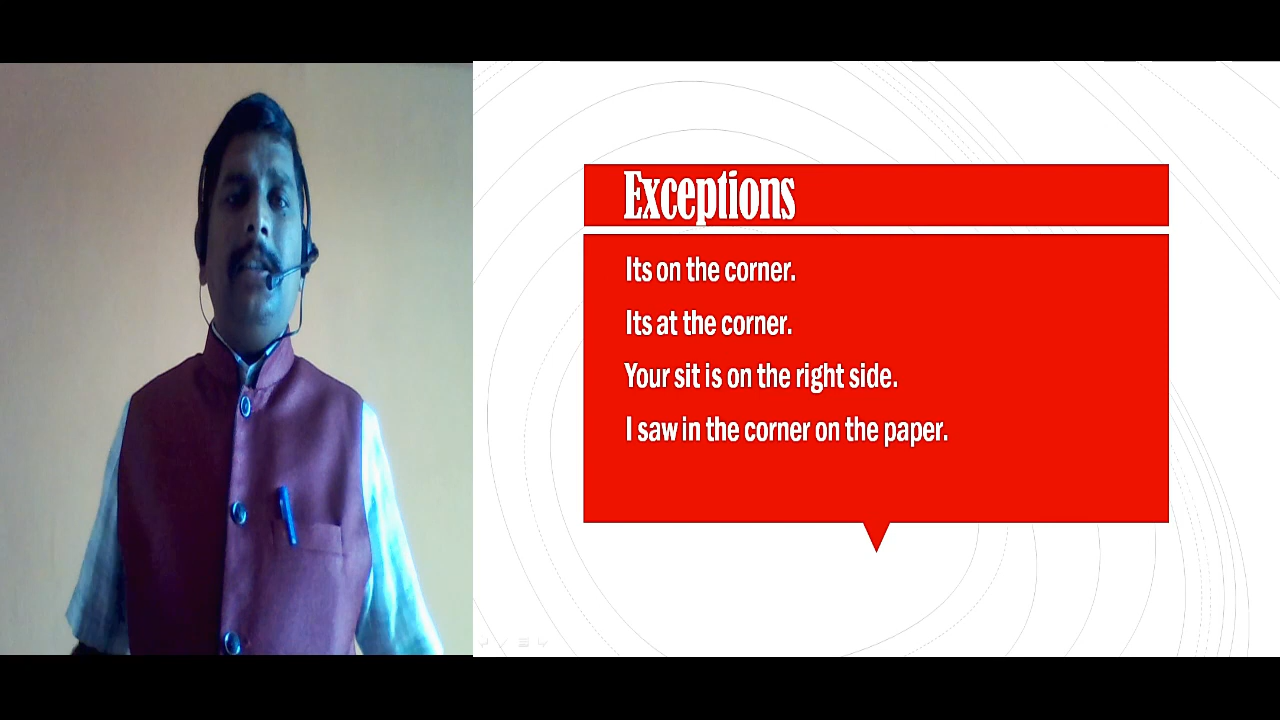 Exceptions
Its on the corner.
Its at the corner.
Your sit is on the right side.
I saw in the corner on the paper.